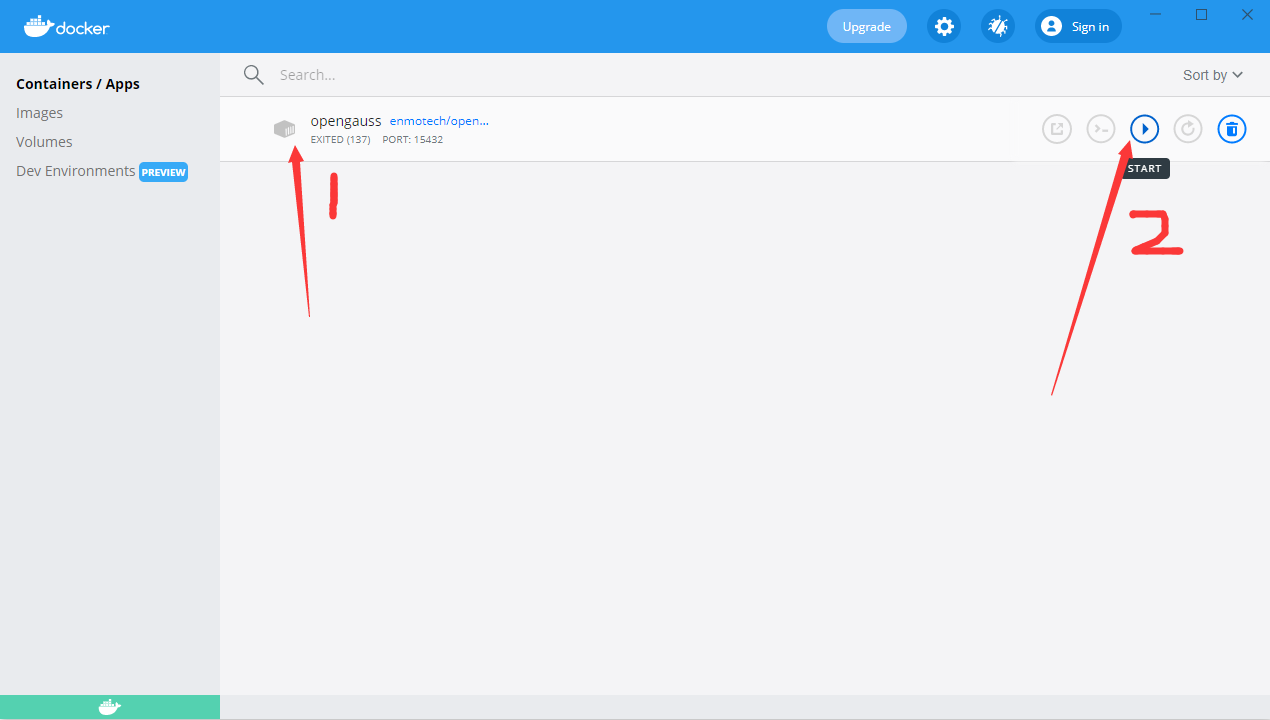 docker
Upgrade
Sign in
Containers / Apps
Images
Volumes
Dev Environments PREVIEW
Search...
Sort by
opengauss enmotech/open...
EXITED (137) PORT: 15432
START
1
2